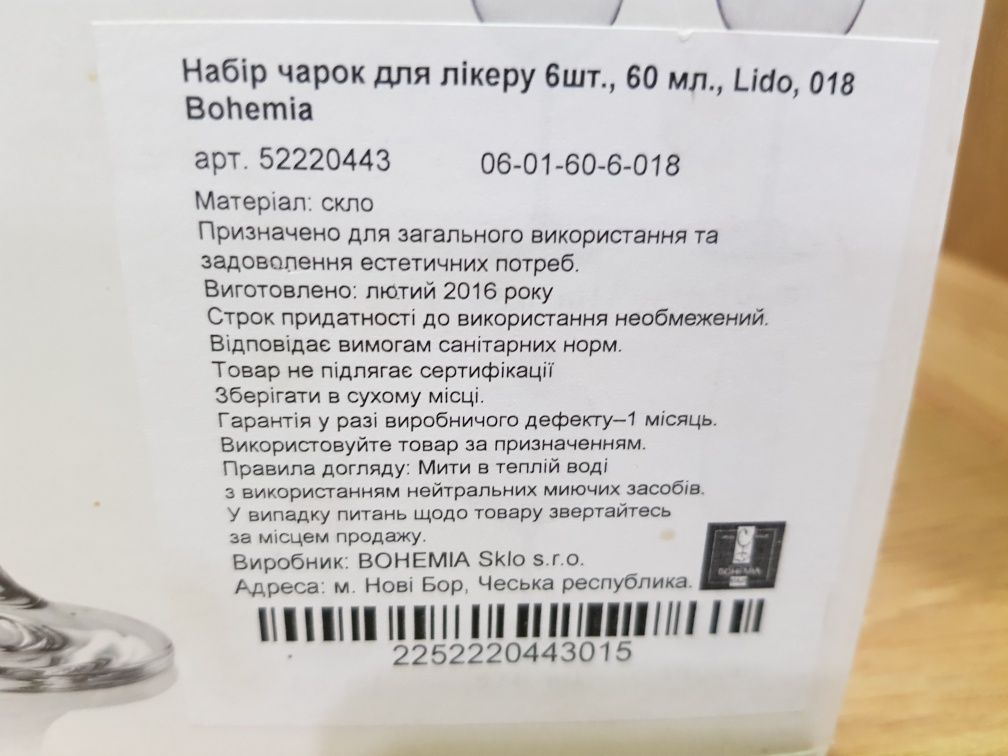 Набір чарок для лікеру 6шт., 60 мл., Lido, 018
Bohemia
арт. 52220443 06-01-60-6-018
Матеріал: скло
Призначено для загального використання та
задоволення естетичних потреб.
Виготовлено: лютий 2016 року
Строк придатності до використання необмежений.
Відповідає вимогам санітарних норм.
Товар не підлягає сертифікації
Зберігати в сухому місці.
Гарантія у разі виробничого дефекту–1 місяць.
Використовуйте товар за призначенням.
Правила догляду: Мити в теплій воді
з використанням нейтральних миючих засобів.
У випадку питань щодо товару звертайтесь
за місцем продажу.
Виробник: BOHEMIA Sklo s.r.o.
Адреса: м. Нові Бор, Чеська республика.
BOHEMIA
2252220443015